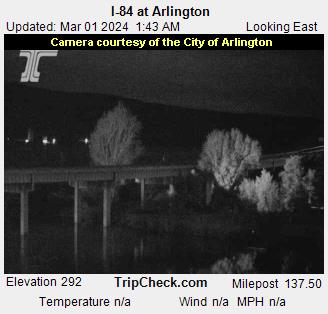 I-84 at Arlington
Updated: Mar 01 2024 1:43 AM Looking East
Camera courtesy of the City of Arlington
Elevation 292 TripCheck.com Milepost 137.50
Temperature n/a Wind n/a MPH n/a